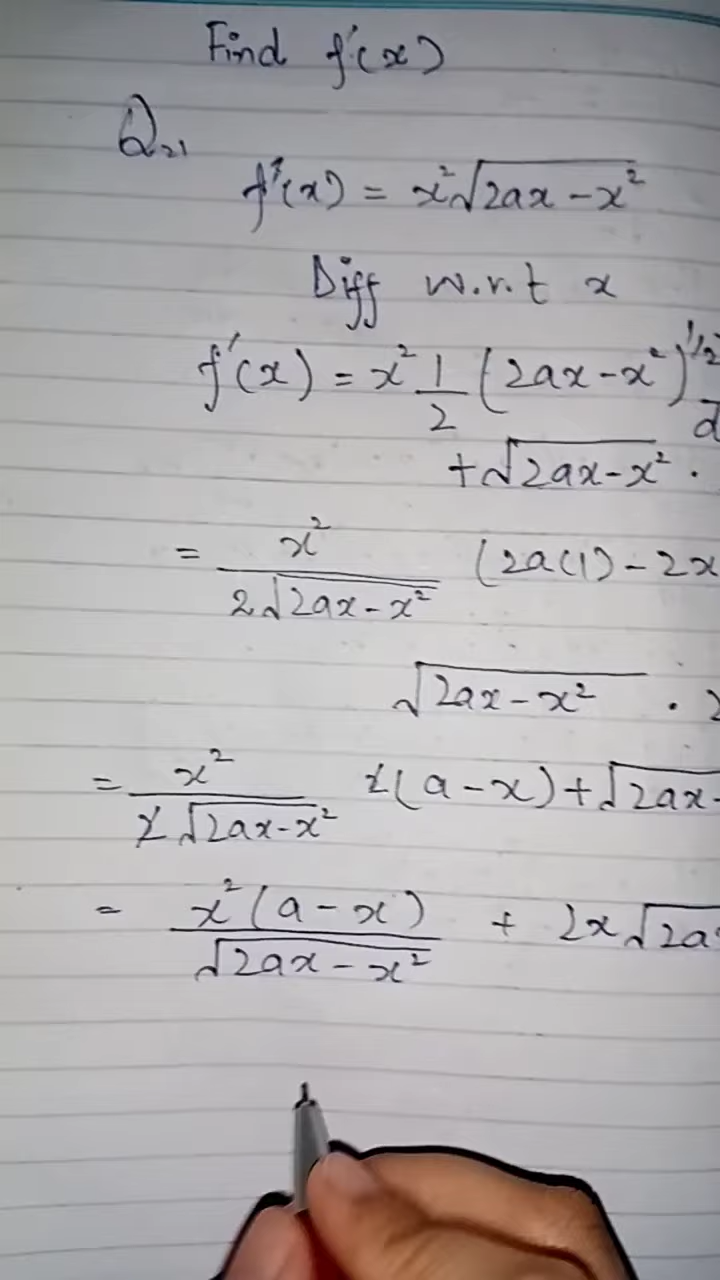 Find f'(x)
Q21
f'(x) = x²√(2ax - x²)
Diff w.r.t x
f'(x) = x² 1/2 (2ax - x²)^1/2 d
+ √(2ax - x²) ·
= x² / 2√(2ax - x²) (2a(1) - 2x
√(2ax - x²) · 2
= x² / 2√(2ax - x²) 2(a - x) + √(2ax -
= x²(a - x) / √(2ax - x²) + 2x√(2a